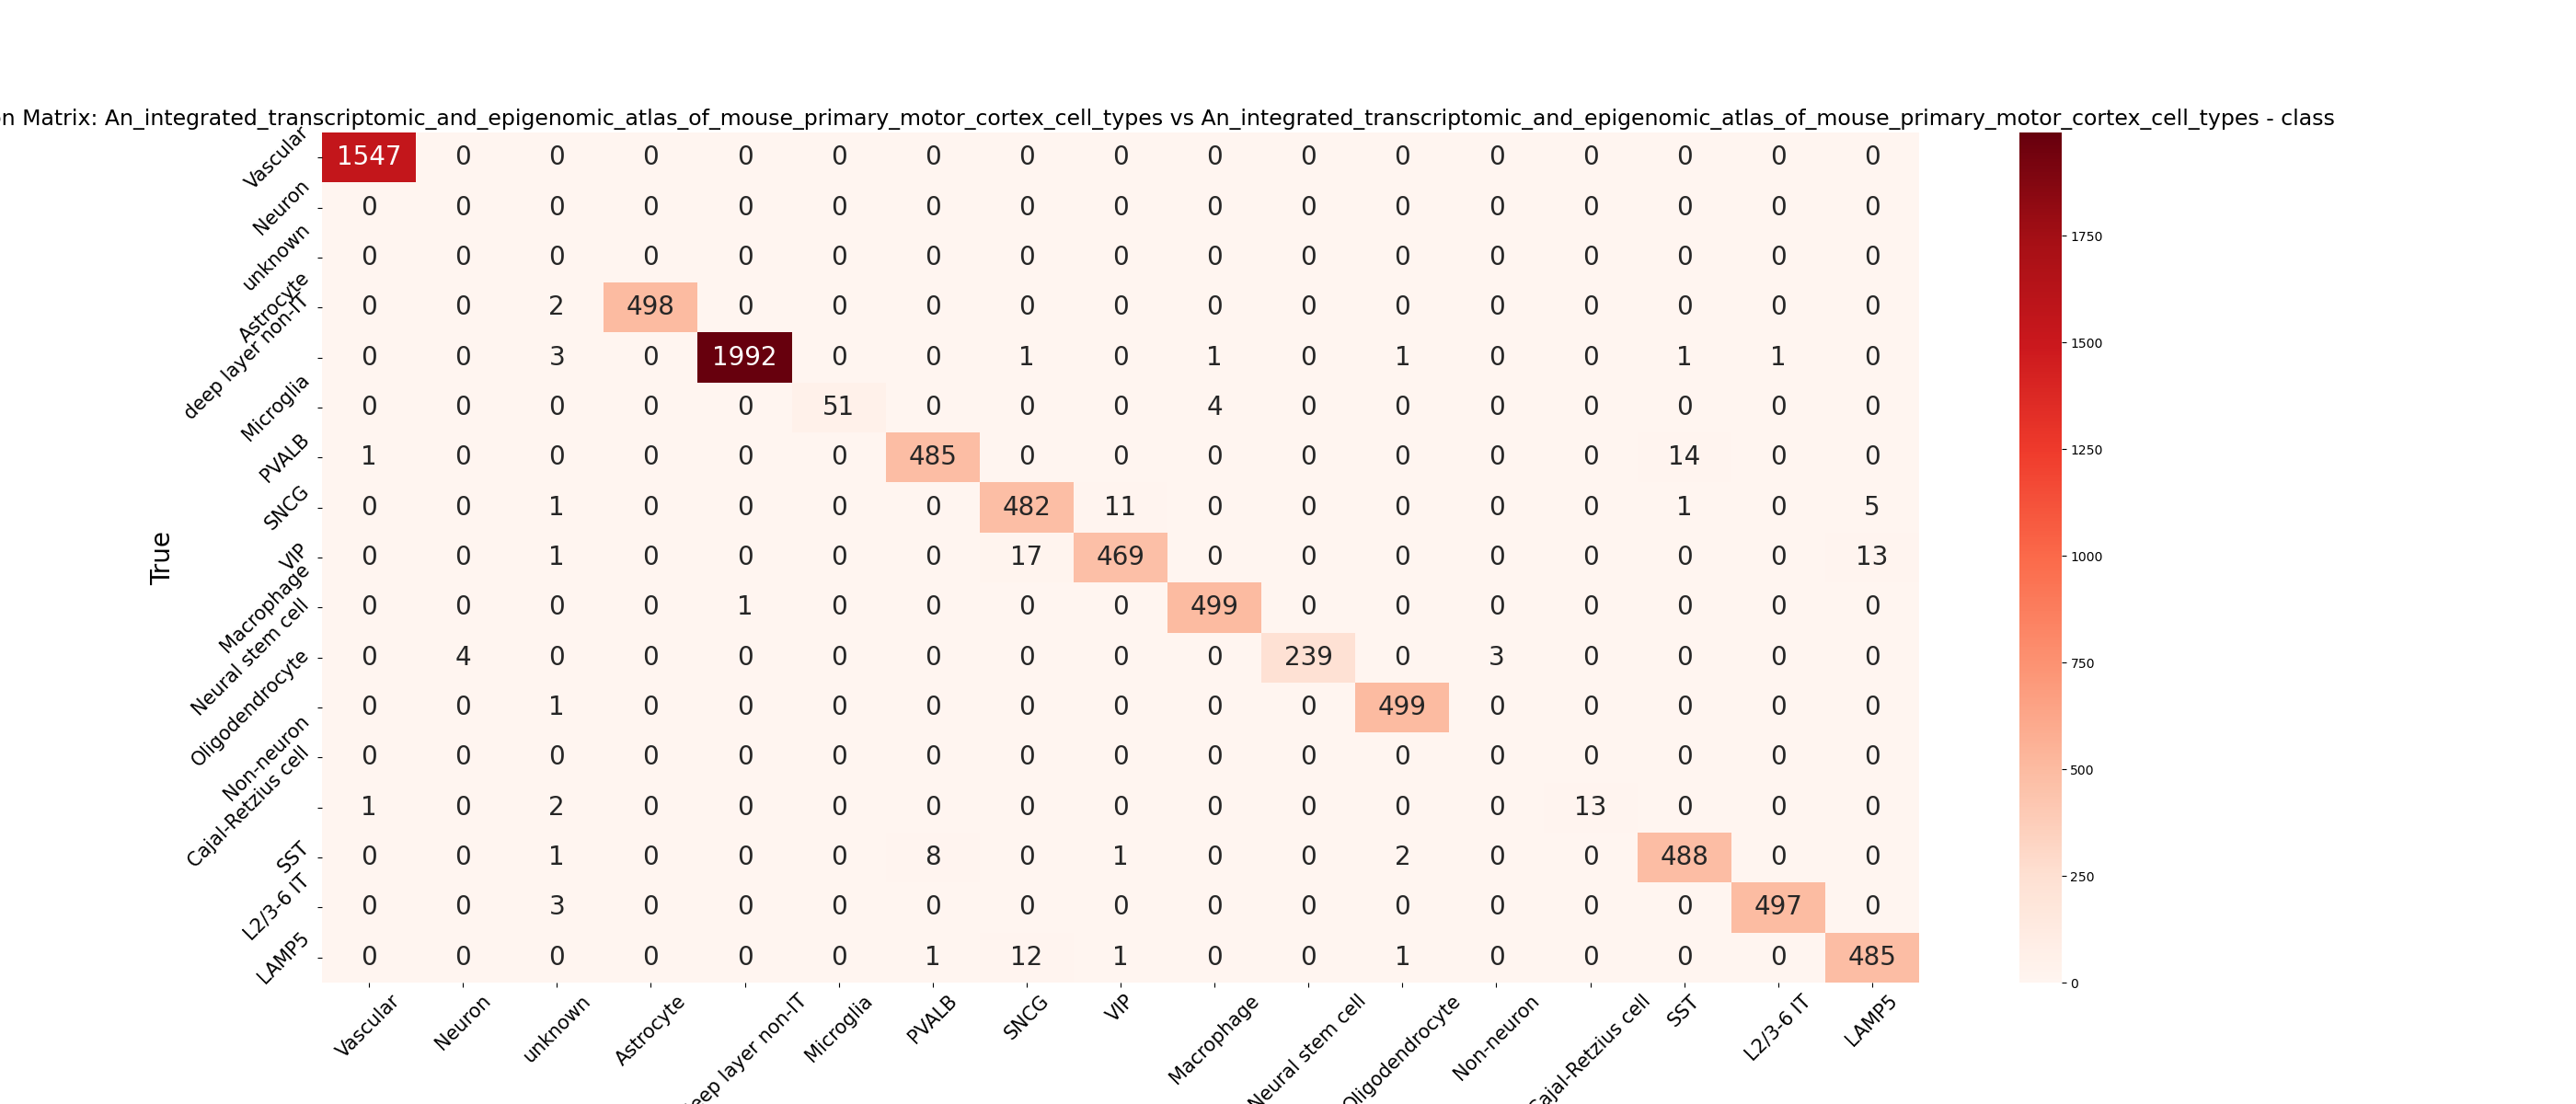 n Matrix: An_integrated_transcriptomic_and_epigenomic_atlas_of_mouse_primary_motor_cortex_cell_types vs An_integrated_transcriptomic_and_epigenomic_atlas_of_mouse_primary_motor_cortex_cell_types - class
Vascular 1547 0 0 0 0 0 0 0 0 0 0 0 0 0 0 0 0
Neuron 0 0 0 0 0 0 0 0 0 0 0 0 0 0 0 0 0
unknown 0 0 0 0 0 0 0 0 0 0 0 0 0 0 0 0 0
Astrocyte 0 0 2 498 0 0 0 0 0 0 0 0 0 0 0 0 0
deep layer non-IT 0 0 3 0 1992 0 0 1 0 1 0 1 0 0 1 1 0
Microglia 0 0 0 0 0 51 0 0 0 4 0 0 0 0 0 0 0
PVALB 1 0 0 0 0 0 485 0 0 0 0 0 0 0 14 0 0
SNCG 0 0 1 0 0 0 0 482 11 0 0 0 0 0 1 0 5
VIP 0 0 1 0 0 0 0 17 469 0 0 0 0 0 0 0 13
Macrophage 0 0 0 0 1 0 0 0 0 499 0 0 0 0 0 0 0
Neural stem cell 0 4 0 0 0 0 0 0 0 0 239 0 3 0 0 0 0
Oligodendrocyte 0 0 1 0 0 0 0 0 0 0 0 499 0 0 0 0 0
Non-neuron 0 0 0 0 0 0 0 0 0 0 0 0 0 0 0 0 0
Cajal-Retzius cell 1 0 2 0 0 0 0 0 0 0 0 0 0 13 0 0 0
SST 0 0 1 0 0 0 8 0 1 0 0 2 0 0 488 0 0
L2/3-6 IT 0 0 3 0 0 0 0 0 0 0 0 0 0 0 0 497 0
LAMP5 0 0 0 0 0 0 1 12 1 0 0 1 0 0 0 0 485
True
Vascular Neuron unknown Astrocyte eep layer non-IT Microglia PVALB SNCG VIP Macrophage Neural stem cell Oligodendrocyte Non-neuron Cajal-Retzius cell SST L2/3-6 IT LAMP5
1750
1500
1250
1000
750
500
250
0